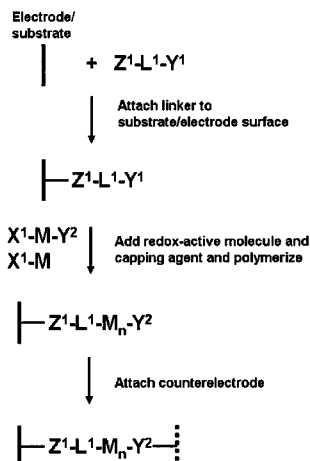 Electrode/
substrate
+ Z¹-L¹-Y¹
Attach linker to
substrate/electrode surface
Z¹-L¹-Y¹
X¹-M-Y²
X¹-M
Add redox-active molecule and
capping agent and polymerize
Z¹-L¹-Mₙ-Y²
Attach counterelectrode
Z¹-L¹-Mₙ-Y²